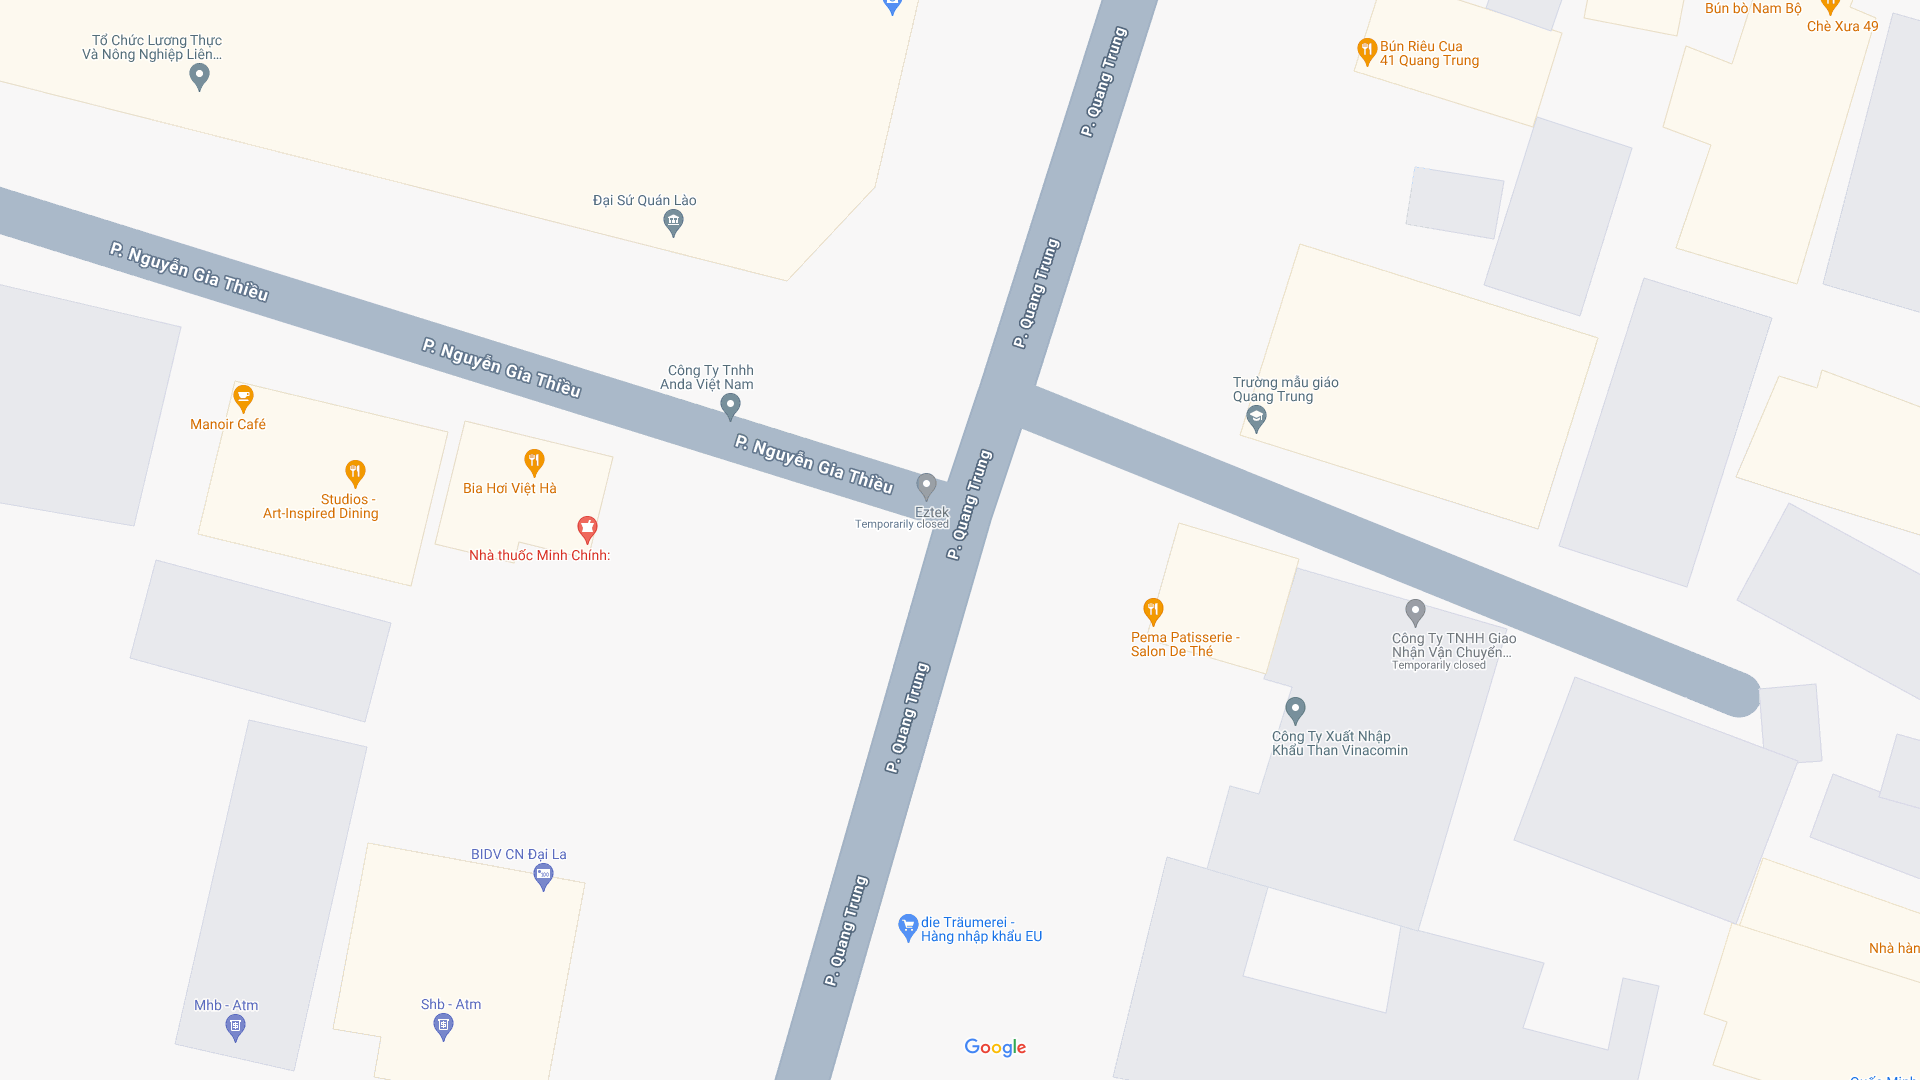 Tổ Chức Lương Thực
Và Nông Nghiệp Liên...
Bún bò Nam Bộ
Chè Xưa 49
Bún Riêu Cua
41 Quang Trung
P. Quang Trung
Đại Sứ Quán Lào
P. Nguyễn Gia Thiều
P. Quang Trung
P. Nguyễn Gia Thiều
Công Ty Tnhh
Anda Việt Nam
Trường mẫu giáo
Quang Trung
Manoir Café
P. Nguyễn Gia Thiều
Studios -
Art-Inspired Dining
Bia Hơi Việt Hà
Eztek
Temporarily closed
P. Quang Trung
Nhà thuốc Minh Chính:
Pema Patisserie -
Salon De Thé
Công Ty TNHH Giao
Nhận Vận Chuyển...
Temporarily closed
P. Quang Trung
Công Ty Xuất Nhập
Khẩu Than Vinacomin
BIDV CN Đại La
P. Quang Trung
die Träumerei -
Hàng nhập khẩu EU
Nhà hàn
Mhb - Atm
Shb - Atm
Google